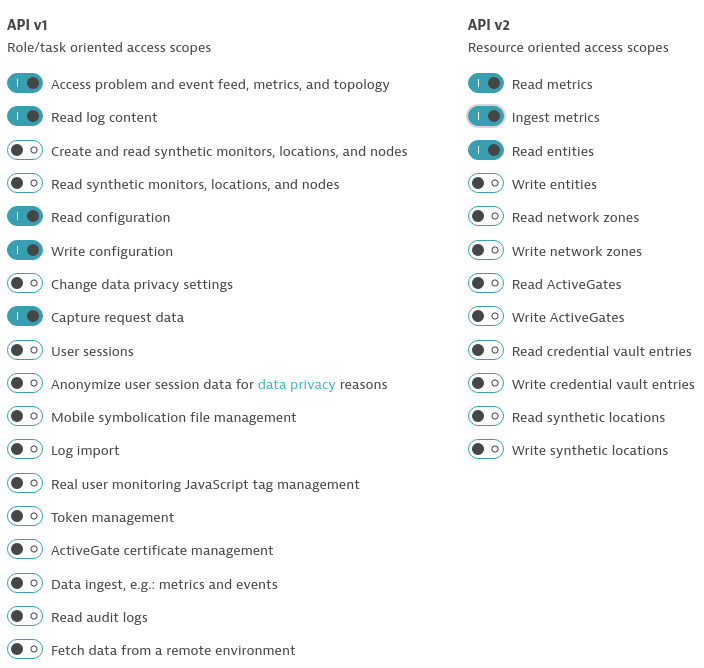 API v1
Role/task oriented access scopes
Access problem and event feed, metrics, and topology
Read log content
Create and read synthetic monitors, locations, and nodes
Read synthetic monitors, locations, and nodes
Read configuration
Write configuration
Change data privacy settings
Capture request data
User sessions
Anonymize user session data for data privacy reasons
Mobile symbolication file management
Log import
Real user monitoring JavaScript tag management
Token management
ActiveGate certificate management
Data ingest, e.g.: metrics and events
Read audit logs
Fetch data from a remote environment
API v2
Resource oriented access scopes
Read metrics
Ingest metrics
Read entities
Write entities
Read network zones
Write network zones
Read ActiveGates
Write ActiveGates
Read credential vault entries
Write credential vault entries
Read synthetic locations
Write synthetic locations